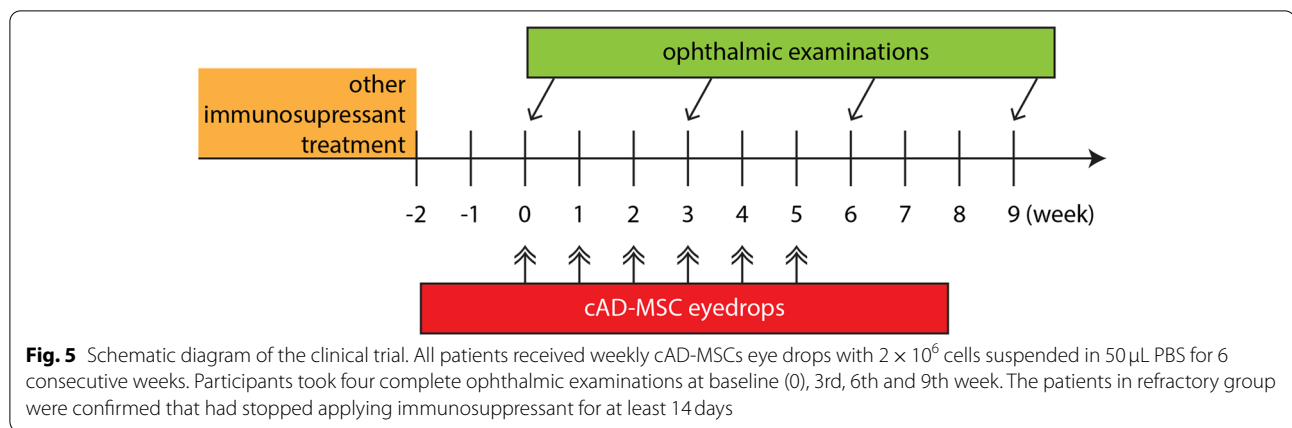 ophthalmic examinations
other
immunosupressant
treatment
-2 -1 0 1 2 3 4 5 6 7 8 9 (week)
cAD-MSC eyedrops
Fig. 5 Schematic diagram of the clinical trial. All patients received weekly cAD-MSCs eye drops with 2 × 10⁶ cells suspended in 50 µL PBS for 6
consecutive weeks. Participants took four complete ophthalmic examinations at baseline (0), 3rd, 6th and 9th week. The patients in refractory group
were confirmed that had stopped applying immunosuppressant for at least 14 days